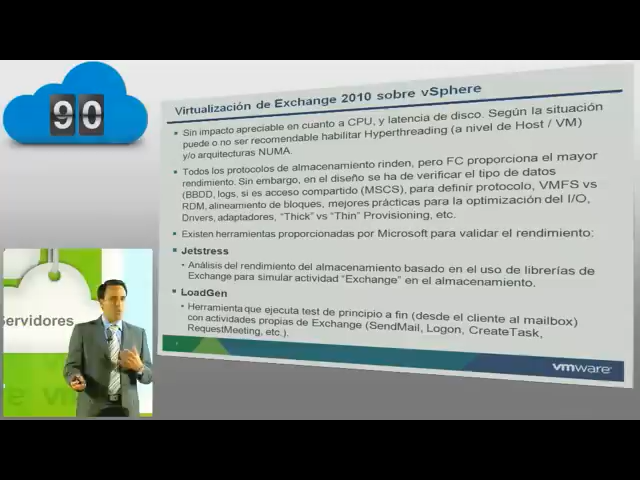 90
Virtualización de Exchange 2010 sobre vSphere
Sin impacto apreciable en cuanto a CPU, y latencia de disco. Según la situación
puede o no ser recomendable habilitar Hyperthreading (a nivel de Host / VM)
y/o arquitecturas NUMA.
Todos los protocolos de almacenamiento rinden, pero FC proporciona el mayor
rendimiento. Sin embargo, en el diseño se ha de verificar el tipo de datos
(BBDD, logs, si es acceso compartido (MSCS), para definir protocolo, VMFS vs
RDM, alineamiento de bloques, mejores prácticas para la optimización del I/O,
Drivers, adaptadores, “Thick” vs “Thin” Provisioning, etc.
Existen herramientas proporcionadas por Microsoft para validar el rendimiento:
Jetstress
Análisis del rendimiento del almacenamiento basado en el uso de librerías de
Exchange para simular actividad “Exchange” en el almacenamiento.
LoadGen
Herramienta que ejecuta test de principio a fin (desde el cliente al mailbox)
con actividades propias de Exchange (SendMail, Logon, CreateTask,
RequestMeeting, etc.).
vmware
Servidores